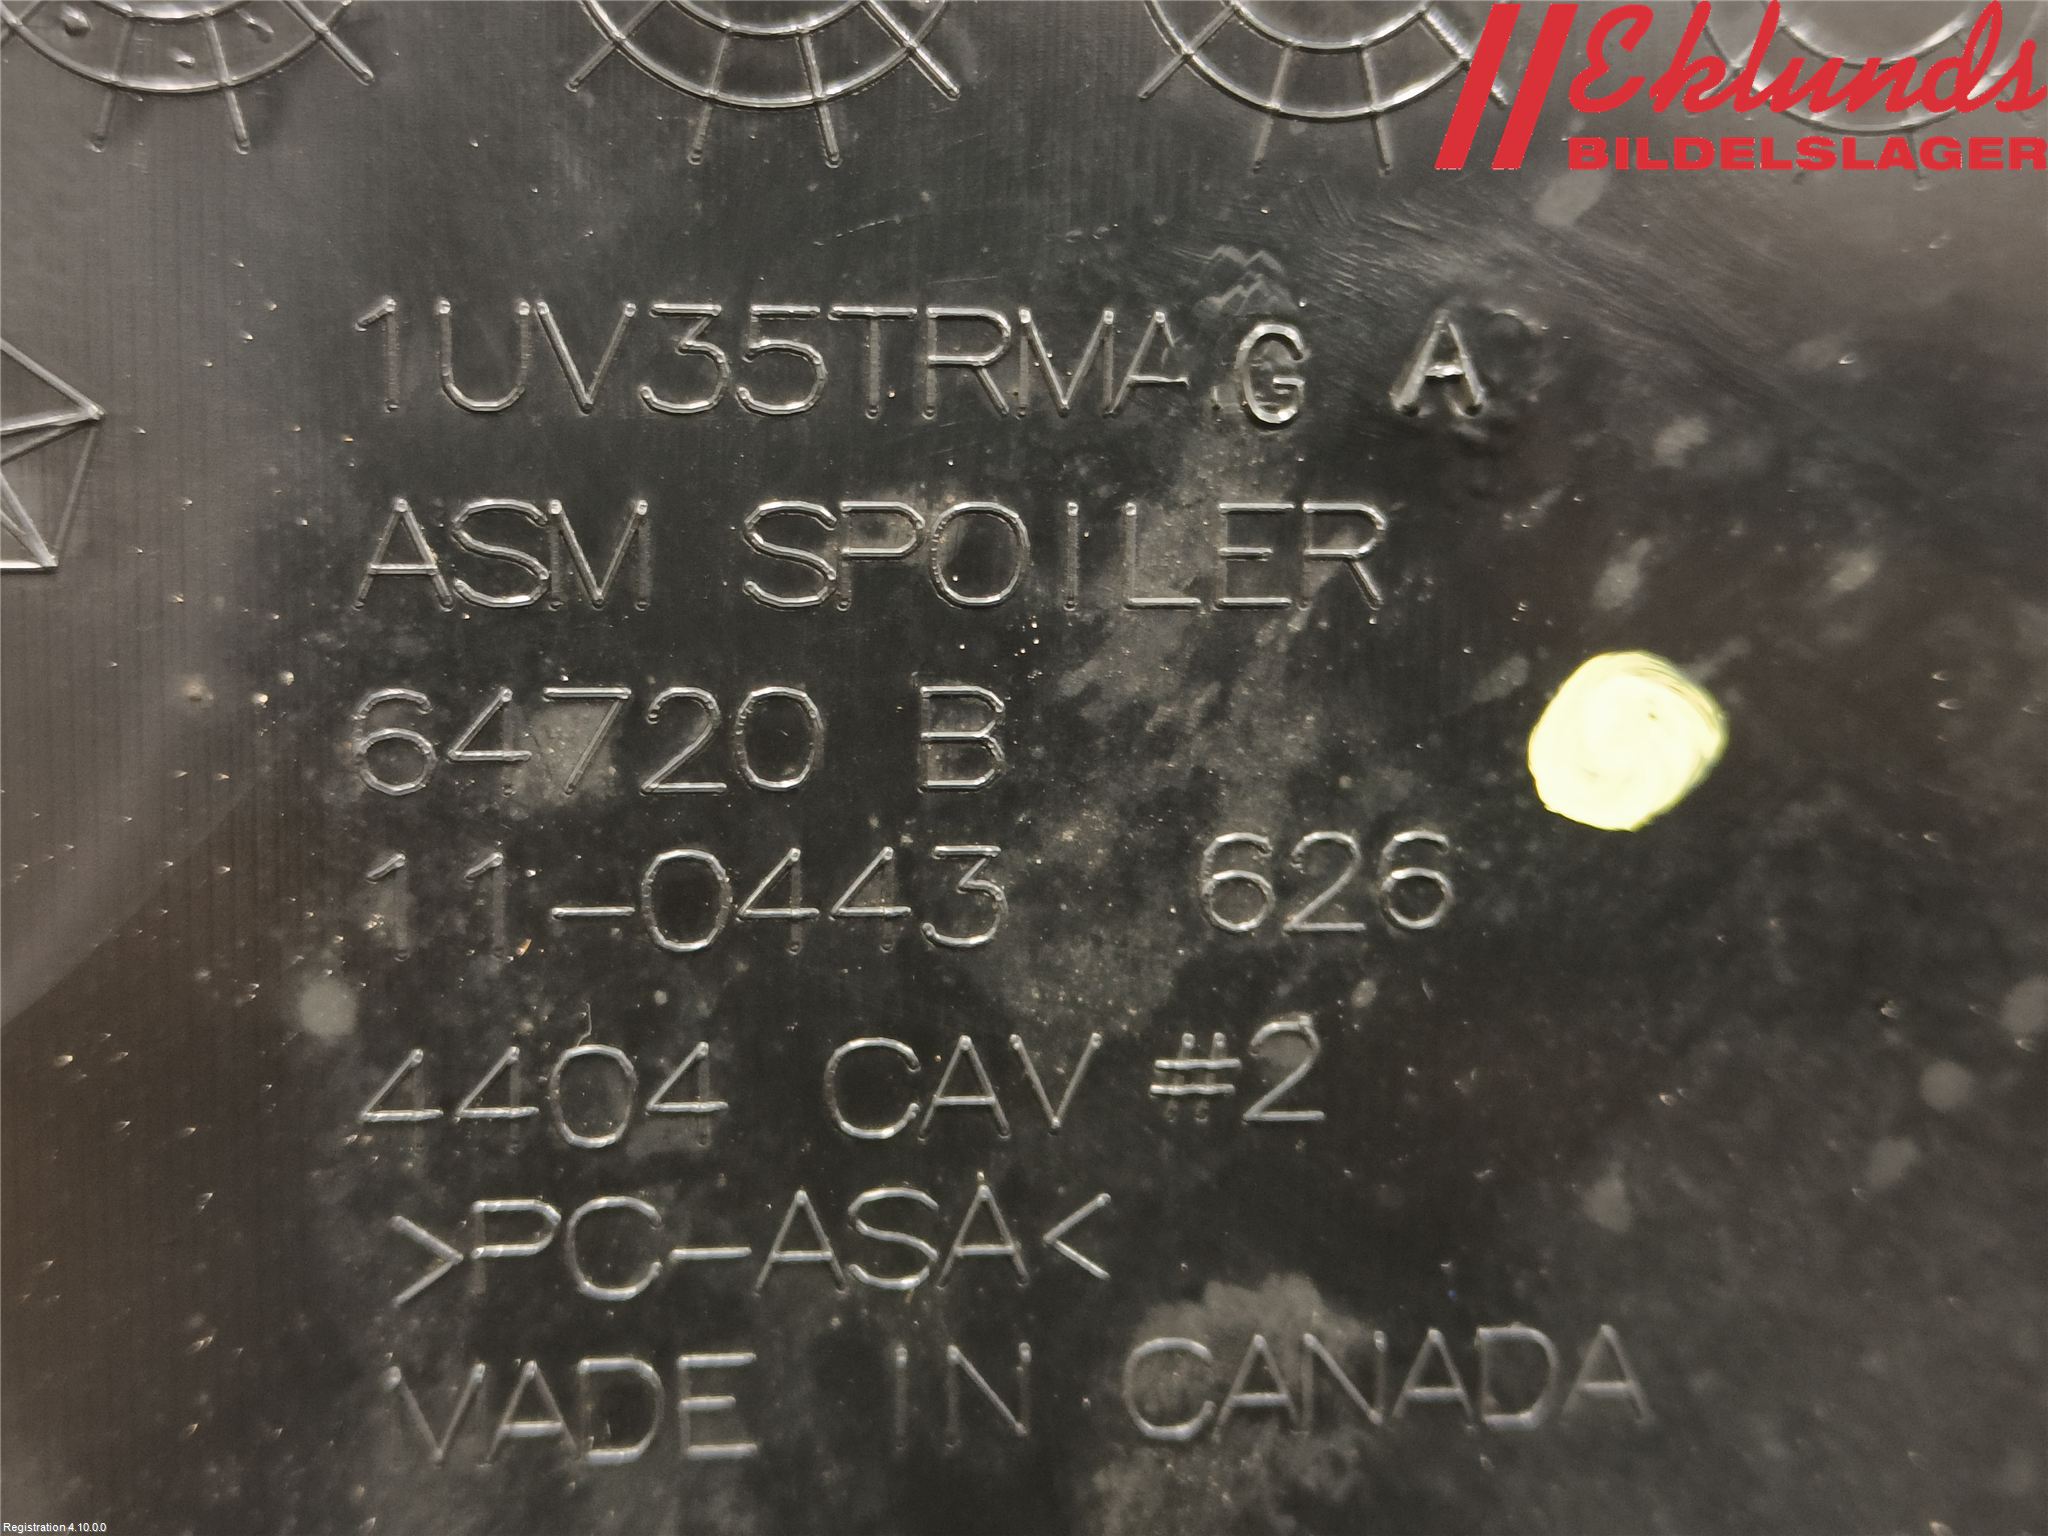 Eklunds
BILDELSLAGER
1UV35TRMAG A
ASM SPOILER
64720 B
11-0443 626
4404 CAV #2
>PC-ASA<
MADE IN CANADA
Registration 4.10.0.0